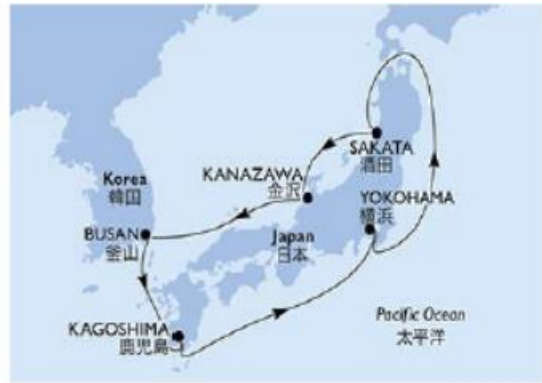 SAKATA
酒田
KANAZAWA
金沢
Korea
韓国
YOKOHAMA
横浜
BUSAN
釜山
Japan
日本
Pacific Ocean
太平洋
KAGOSHIMA
鹿児島